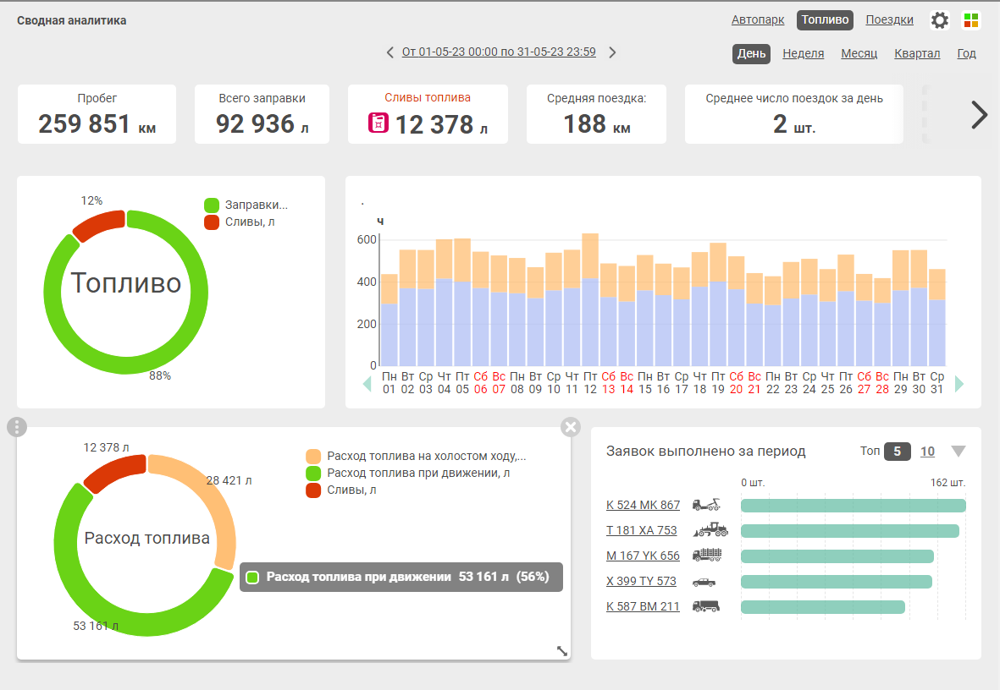 Сводная аналитика
Автопарк Топливо Поездки
От 01-05-23 00:00 по 31-05-23 23:59
День Неделя Месяц Квартал Год
Пробег
259 851 км
Всего заправки
92 936 л
Сливы топлива
12 378 л
Средняя поездка:
188 км
Среднее число поездок за день
2 шт.
12%
Топливо
88%
Заправки...
Сливы, л
.
ч
600
400
200
0
Пн Вт Ср Чт Пт Сб Вс Пн Вт Ср Чт Пт Сб Вс Пн Вт Ср Чт Пт Сб Вс Пн Вт Ср Чт Пт Сб Вс Пн Вт Ср
01 02 03 04 05 06 07 08 09 10 11 12 13 14 15 16 17 18 19 20 21 22 23 24 25 26 27 28 29 30 31
12 378 л
28 421 л
Расход топлива
53 161 л
Расход топлива на холостом ходу,...
Расход топлива при движении, л
Сливы, л
Расход топлива при движении 53 161 л (56%)
Заявок выполнено за период
Топ 5 10
0 шт. 162 шт.
К 524 МК 867
Т 181 ХА 753
М 167 УК 656
Х 399 ТУ 573
К 587 ВМ 211